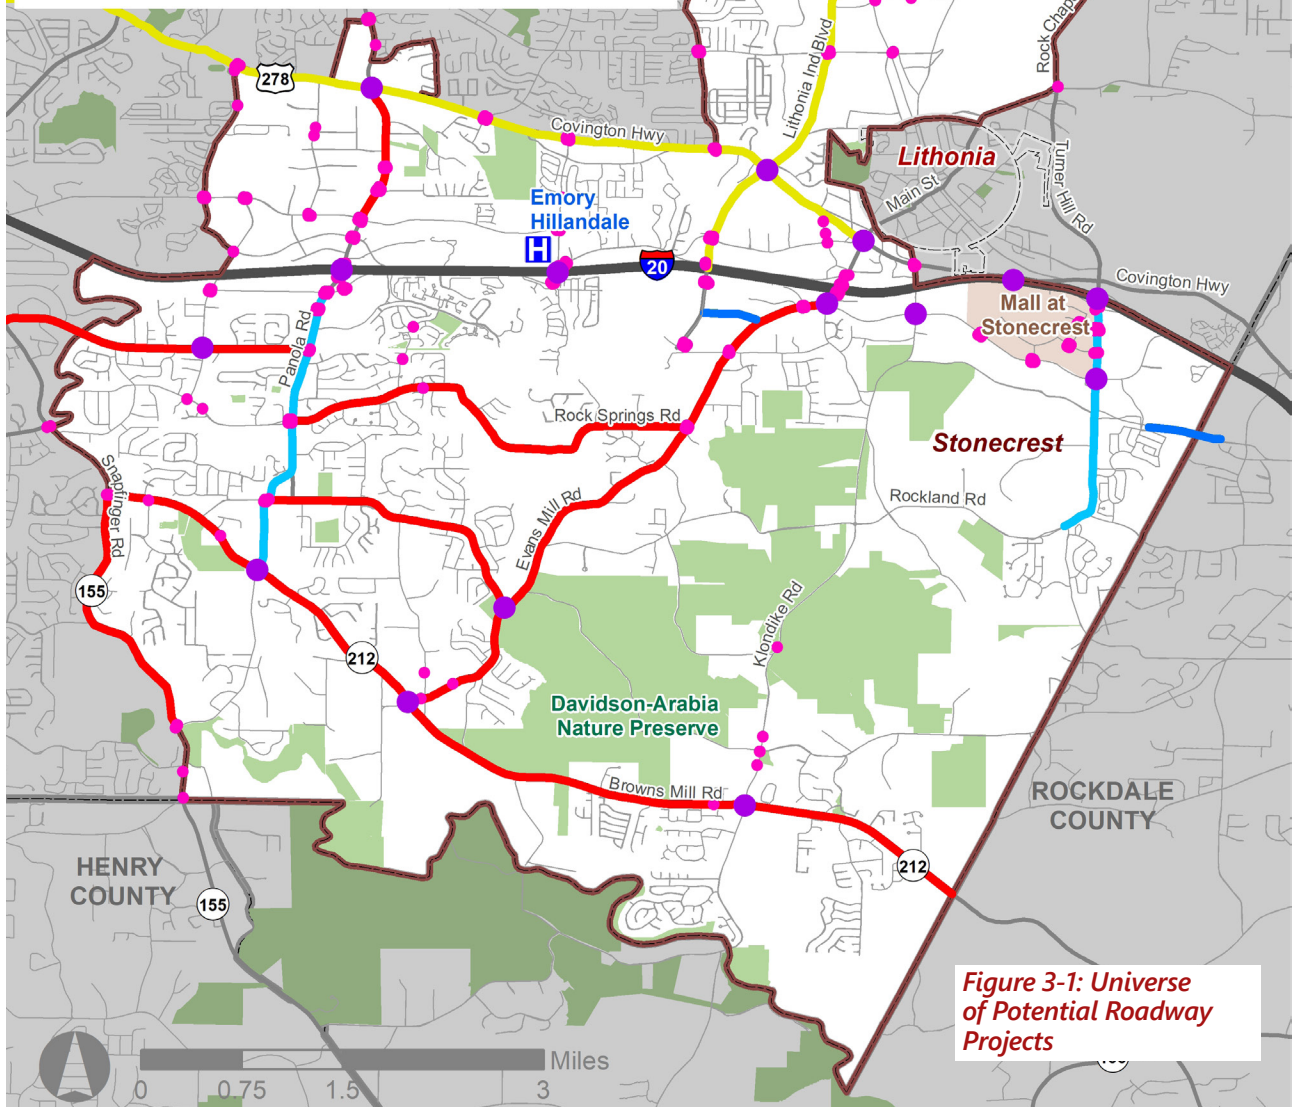 278
Covington Hwy
Lithonia Ind Blvd
Rock Chap
Lithonia
Main St
Turner Hill Rd
Emory
Hillandale
H
20
Covington Hwy
Mall at
Stonecrest
Panola Rd
Rock Springs Rd
Stonecrest
Snapfinger Rd
Evans Mill Rd
Rockland Rd
155
212
Klondike Rd
Davidson-Arabia
Nature Preserve
Browns Mill Rd
ROCKDALE
COUNTY
HENRY
COUNTY
212
155
Figure 3-1: Universe
of Potential Roadway
Projects
Miles
0 0.75 1.5 3